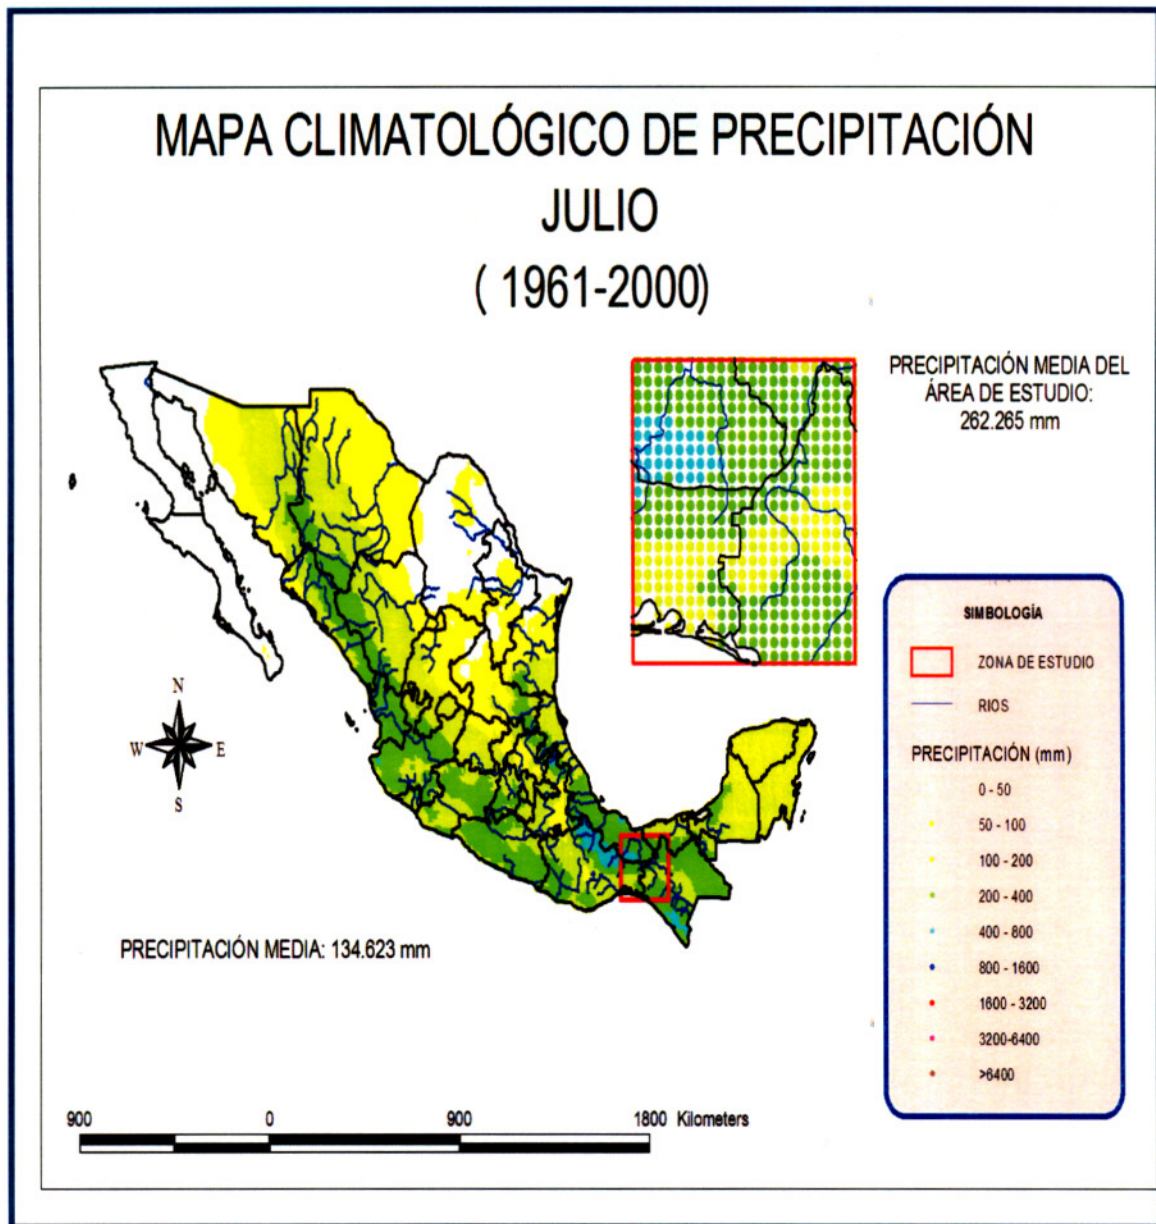 MAPA CLIMATOLÓGICO DE PRECIPITACIÓN
JULIO
( 1961-2000)
PRECIPITACIÓN MEDIA DEL
ÁREA DE ESTUDIO:
262.265 mm
SIMBOLOGÍA
ZONA DE ESTUDIO
RIOS
PRECIPITACIÓN (mm)
0 - 50
50 - 100
100 - 200
200 - 400
400 - 800
800 - 1600
1600 - 3200
3200-6400
>6400
N
W
E
S
PRECIPITACIÓN MEDIA: 134.623 mm
900 0 900 1800 Kilometers